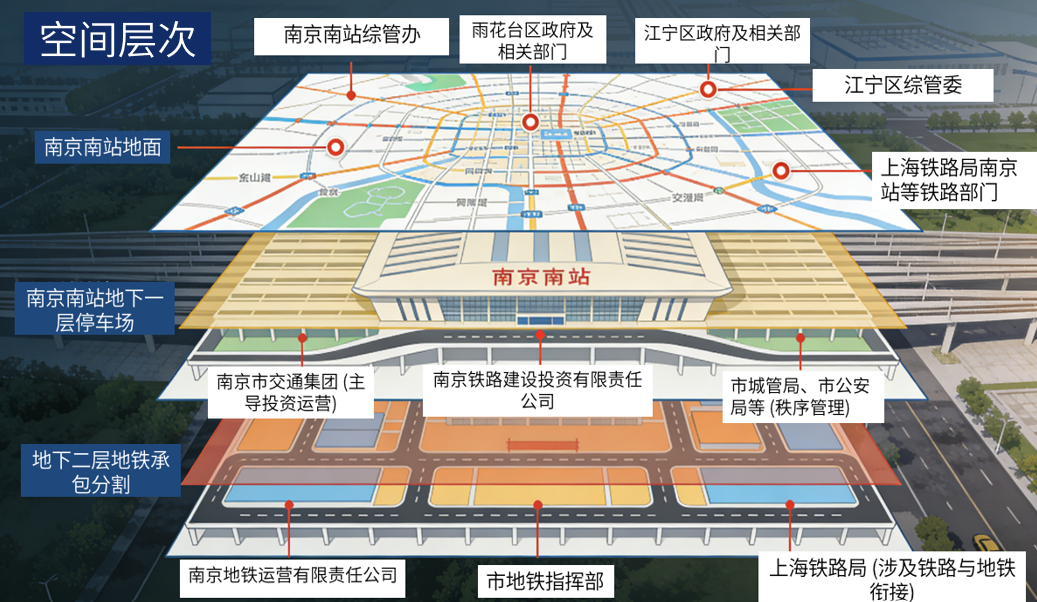 空间层次
南京南站综管办
雨花台区政府及
相关部门
江宁区政府及相关部
门
江宁区综管委
南京南站地面
上海铁路局南京
站等铁路部门
南京南站
南京南站地下一
层停车场
南京市交通集团 (主
导投资运营)
南京铁路建设投资有限责任
公司
市城管局、市公安
局等 (秩序管理)
地下二层地铁承
包分割
南京地铁运营有限责任公司
市地铁指挥部
上海铁路局 (涉及铁路与地铁
衔接)